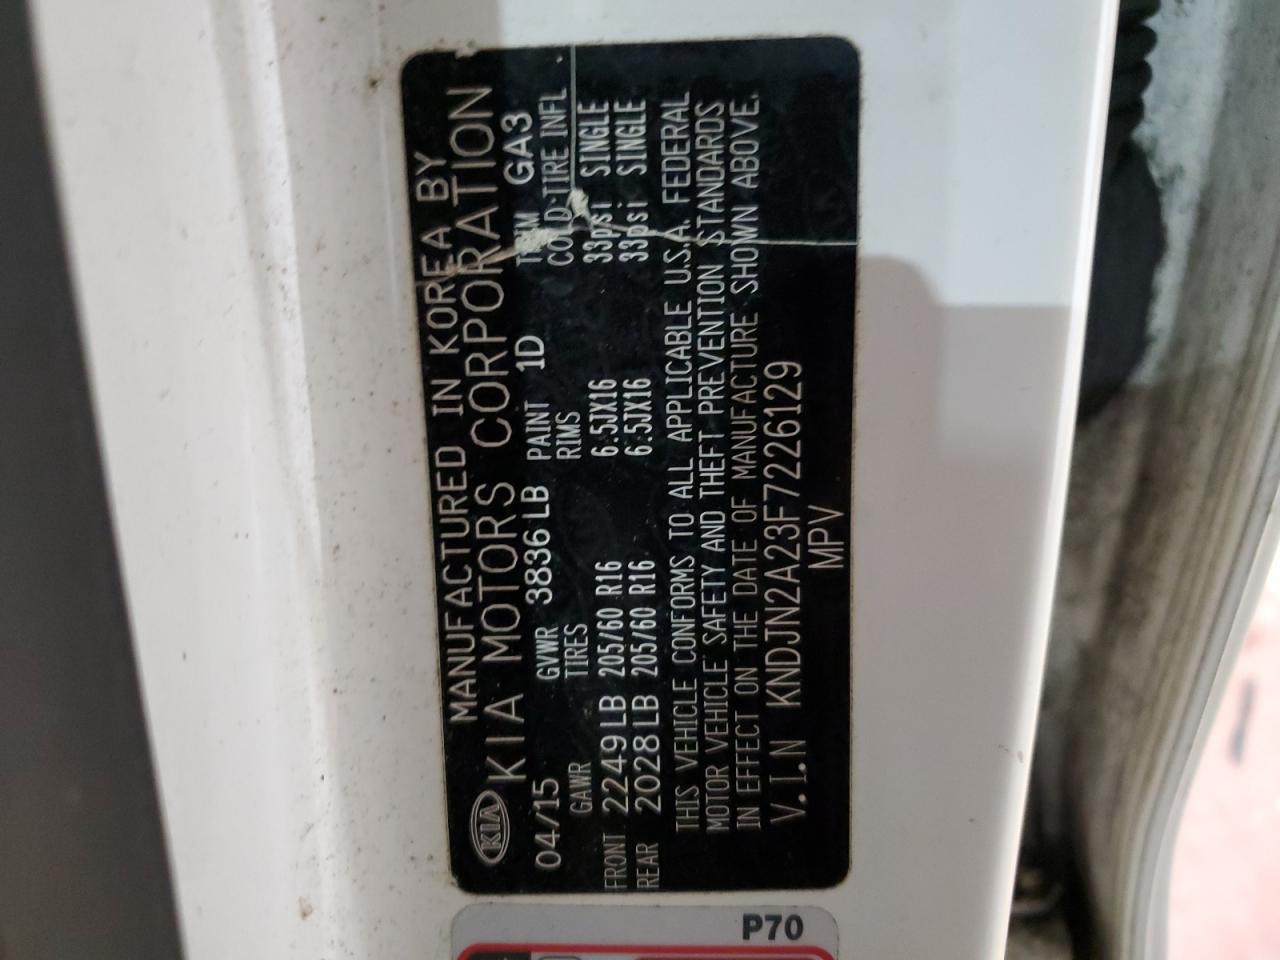 MANUFACTURED IN KOREA BY
KIA KIA MOTORS CORPORATION
04/15 GVWR 3836 LB PAINT 1D TRIM GA3
GAWR TIRES RIMS COLD TIRE INFL
FRONT 2249 LB 205/60 R16 6.5JX16 33psi SINGLE
REAR 2028 LB 205/60 R16 6.5JX16 33psi SINGLE
THIS VEHICLE CONFORMS TO ALL APPLICABLE U.S.A. FEDERAL
MOTOR VEHICLE SAFETY AND THEFT PREVENTION STANDARDS
IN EFFECT ON THE DATE OF MANUFACTURE SHOWN ABOVE.
V.I.N KNDJN2A23F7226129
MPV
P70